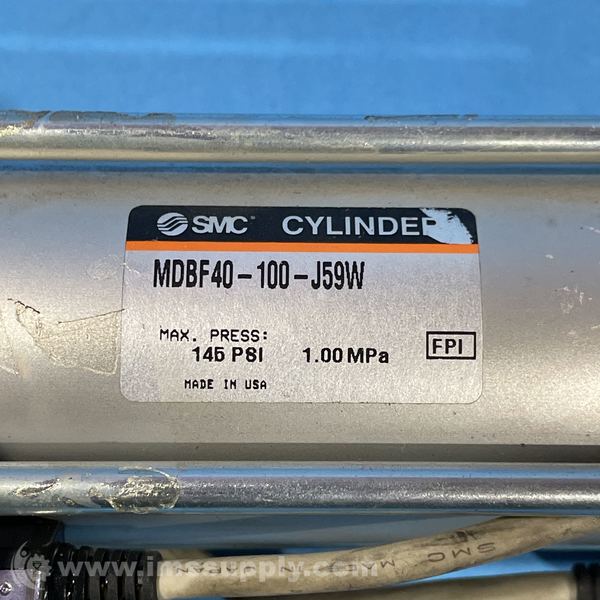 SMC CYLINDER
MDBF40-100-J59W
MAX. PRESS:
145 PSI 1.00 MPa
FPI
MADE IN USA
SMC
www.imssupply.com